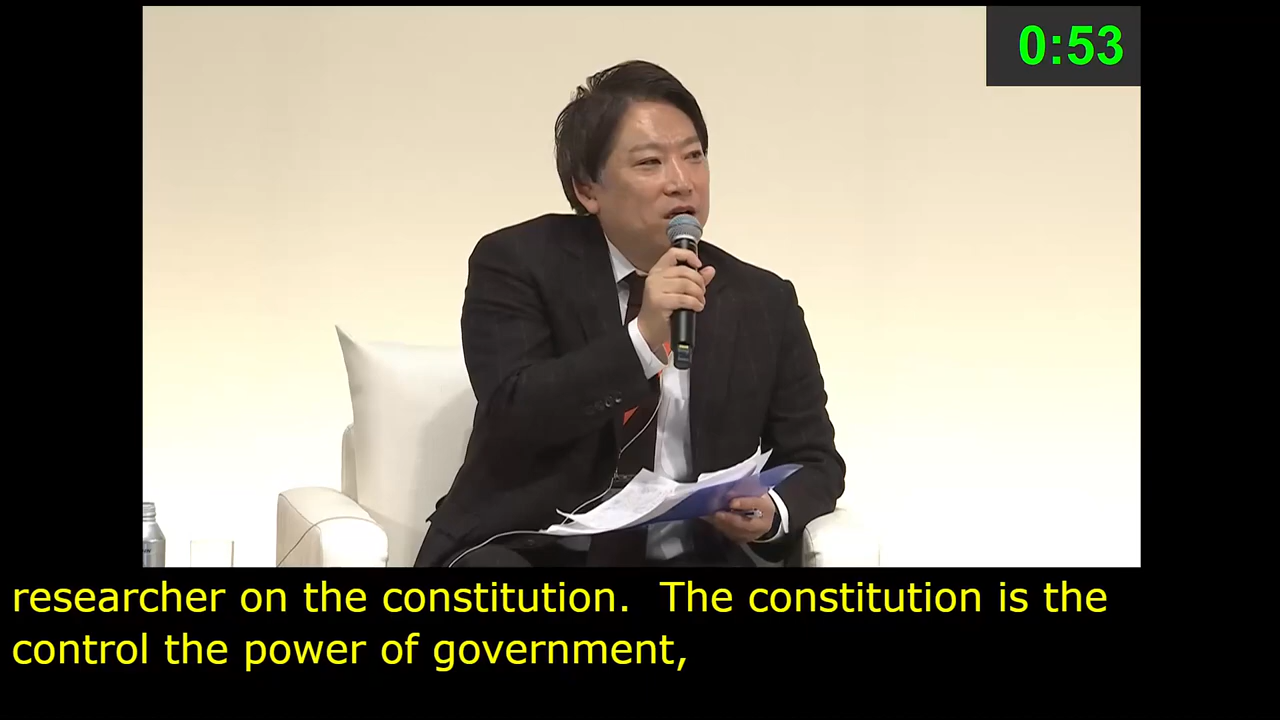 0:53
researcher on the constitution.  The constitution is the
control the power of government,